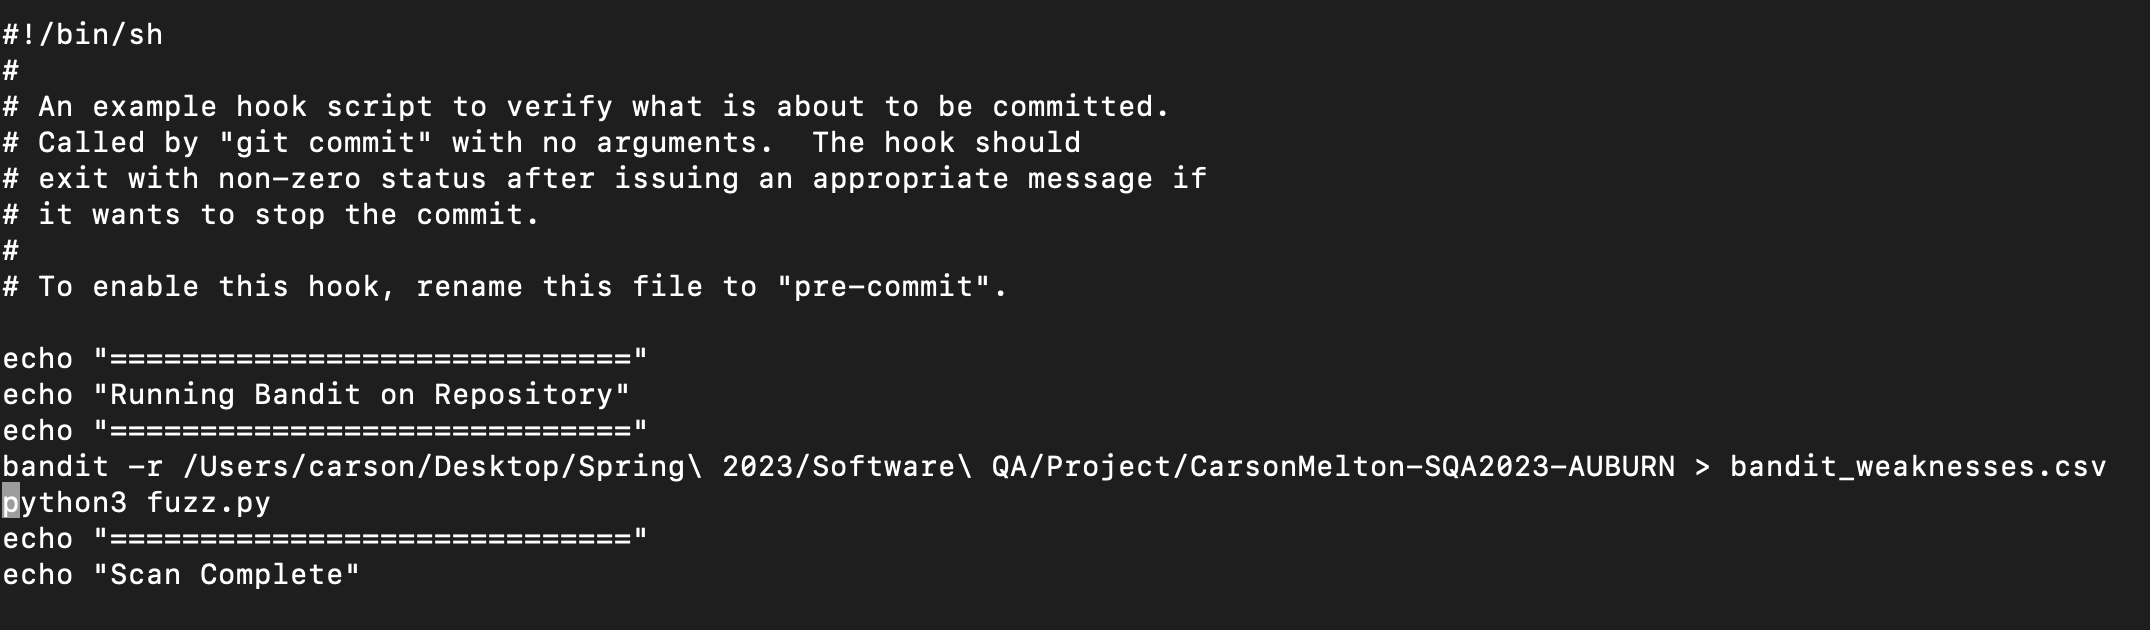 #!/bin/sh
#
# An example hook script to verify what is about to be committed.
# Called by "git commit" with no arguments.  The hook should
# exit with non-zero status after issuing an appropriate message if
# it wants to stop the commit.
#
# To enable this hook, rename this file to "pre-commit".
echo "============================="
echo "Running Bandit on Repository"
echo "============================="
bandit -r /Users/carson/Desktop/Spring\ 2023/Software\ QA/Project/CarsonMelton-SQA2023-AUBURN > bandit_weaknesses.csv
python3 fuzz.py
echo "============================="
echo "Scan Complete"